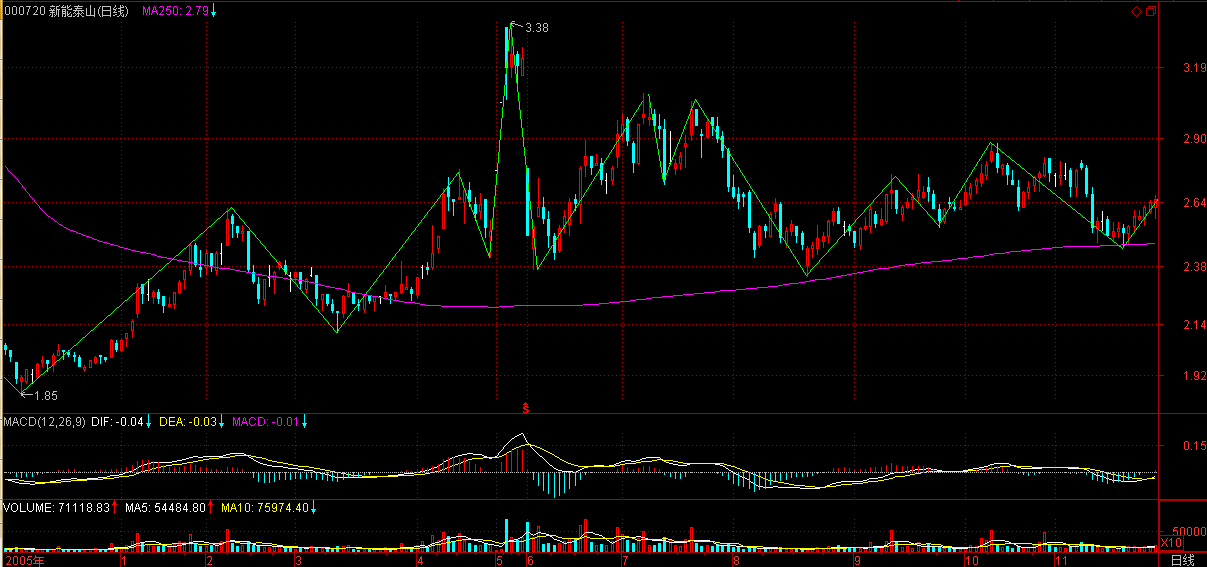 000720 新能泰山(日线) MA250: 2.79↓
3.38
3.19
2.90
2.64
2.38
2.14
1.92
1.85
S
MACD(12,26,9) DIF: -0.04↓ DEA: -0.03↓ MACD: -0.01↓
0.15
VOLUME: 71118.83↑ MA5: 54484.80↑ MA10: 75974.40↓
50000
X10
2005年 1 2 3 4 5 6 7 8 9 10 11 日线